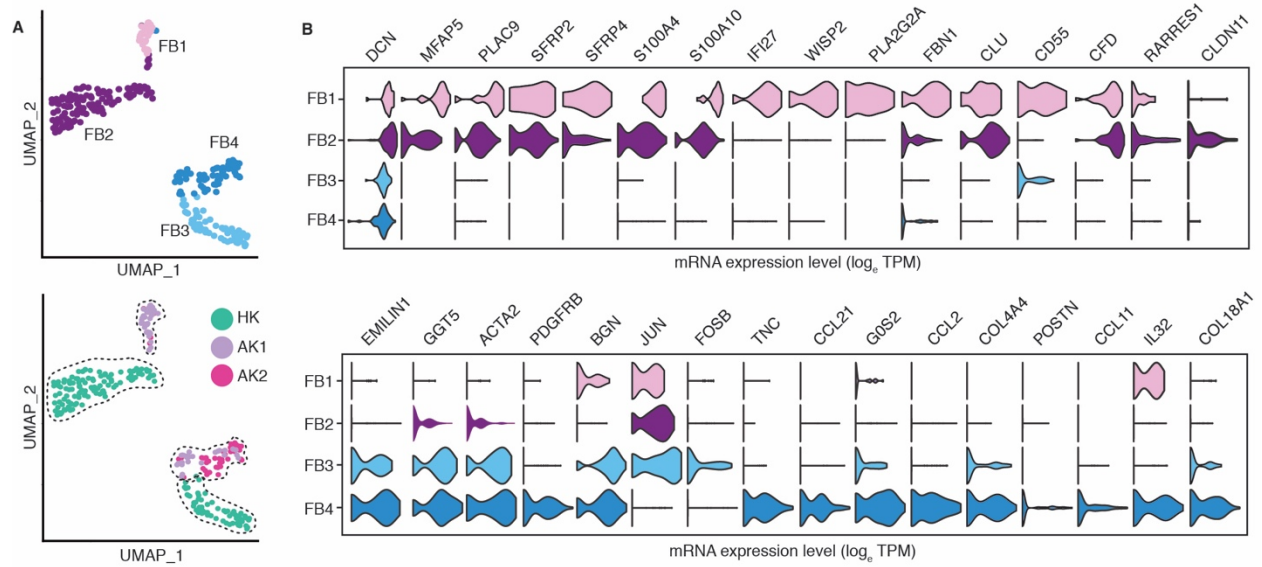 A
UMAP_2
FB1
FB2
FB4
FB3
UMAP_1
UMAP_2
HK
AK1
AK2
UMAP_1
B
DCN MFAP5 PLAC9 SFRP2 SFRP4 S100A4 S100A10 IFI27 WISP2 PLA2G2A FBN1 CLU CD55 CFD RARRES1 CLDN11
FB1
FB2
FB3
FB4
mRNA expression level (logₑ TPM)
EMILIN1 GGT5 ACTA2 PDGFRB BGN JUN FOSB TNC CCL21 G0S2 CCL2 COL4A4 POSTN CCL11 IL32 COL18A1
FB1
FB2
FB3
FB4
mRNA expression level (logₑ TPM)